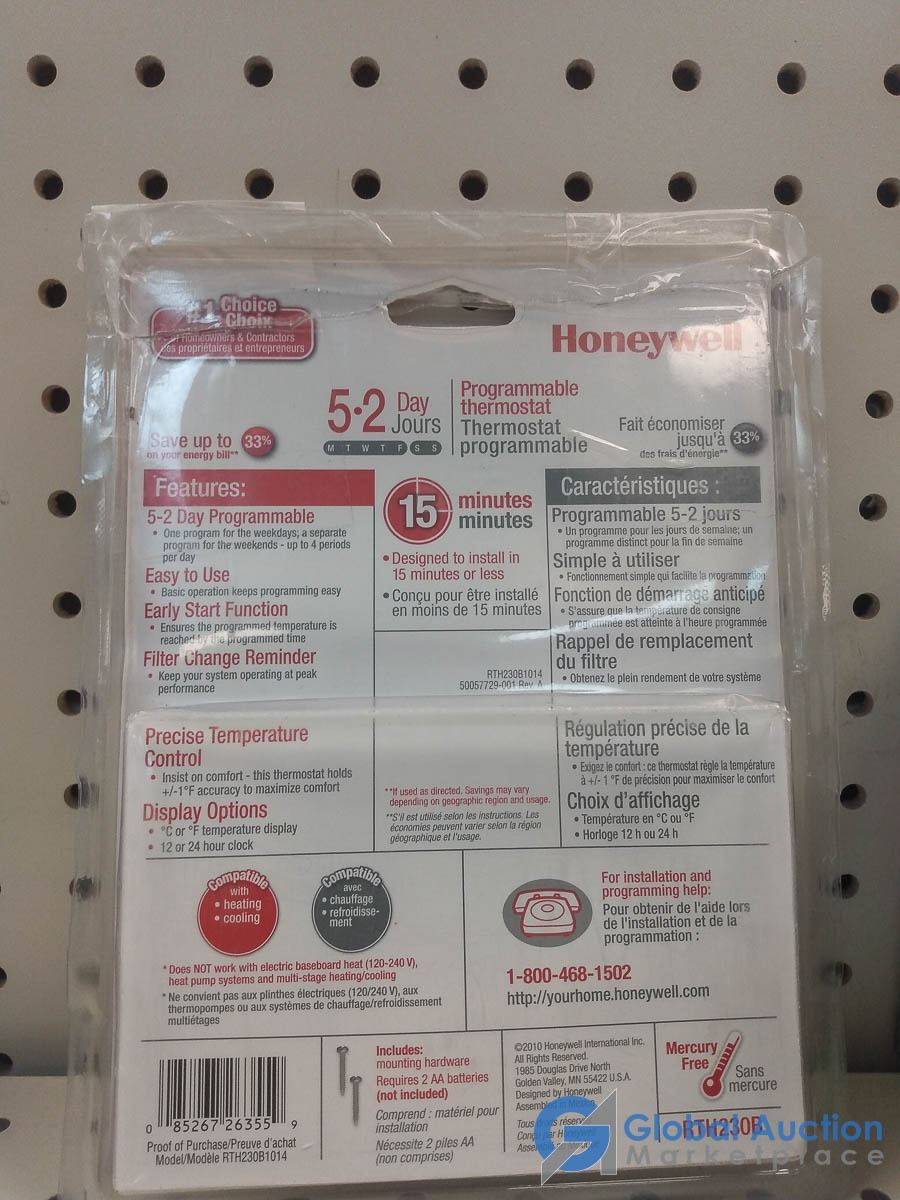 Choice
Choix
Homeowners & Contractors
des propriétaires et entrepreneurs
Honeywell
5•2 Day
Jours
M T W T F S S
Programmable
thermostat
Thermostat
programmable
Save up to 33%
on your energy bill**
Fait économiser
jusqu'à 33%
des frais d'énergie**
Features:
5-2 Day Programmable
• One program for the weekdays; a separate
program for the weekends - up to 4 periods
per day
Easy to Use
• Basic operation keeps programming easy
Early Start Function
• Ensures the programmed temperature is
reached by the programmed time
Filter Change Reminder
• Keep your system operating at peak
performance
15 minutes
minutes
• Designed to install in
15 minutes or less
• Conçu pour être installé
en moins de 15 minutes
RTH230B1014
50057729-001 Rev. A
Caractéristiques :
Programmable 5-2 jours
• Un programme pour les jours de semaine; un
programme distinct pour la fin de semaine
Simple à utiliser
• Fonctionnement simple qui facilite la programmation
Fonction de démarrage anticipé
• S'assure que la température de consigne
programmée est atteinte à l'heure programmée
Rappel de remplacement
du filtre
• Obtenez le plein rendement de votre système
Precise Temperature
Control
• Insist on comfort - this thermostat holds
+/-1°F accuracy to maximize comfort
Display Options
• °C or °F temperature display
• 12 or 24 hour clock
**If used as directed. Savings may vary
depending on geographic region and usage.
**S'il est utilisé selon les instructions. Les
économies peuvent varier selon la région
géographique et l'usage.
Régulation précise de la
température
• Exigez le confort : ce thermostat règle la température
à +/- 1 °F de précision pour maximiser le confort
Choix d'affichage
• Température en °C ou °F
• Horloge 12 h ou 24 h
Compatible
with
• heating
• cooling
Compatible
avec
• chauffage
• refroidisse-
ment
* Does NOT work with electric baseboard heat (120-240 V),
heat pump systems and multi-stage heating/cooling
* Ne convient pas aux plinthes électriques (120/240 V), aux
thermopompes ou aux systèmes de chauffage/refroidissement
multiétages
For installation and
programming help:
Pour obtenir de l'aide lors
de l'installation et de la
programmation :
1-800-468-1502
http://yourhome.honeywell.com
0 85267 26355 9
Proof of Purchase/Preuve d'achat
Model/Modèle RTH230B1014
Includes:
mounting hardware
Requires 2 AA batteries
(not included)
Comprend : matériel pour
installation
Nécessite 2 piles AA
(non comprises)
©2010 Honeywell International Inc.
All Rights Reserved.
1985 Douglas Drive North
Golden Valley, MN 55422 U.S.A.
Designed by Honeywell
Assembled in Mexico
Tous droits
par Honeywell
Mercury
Free
Sans
mercure
RTH230B
Global Auction
Marketplace